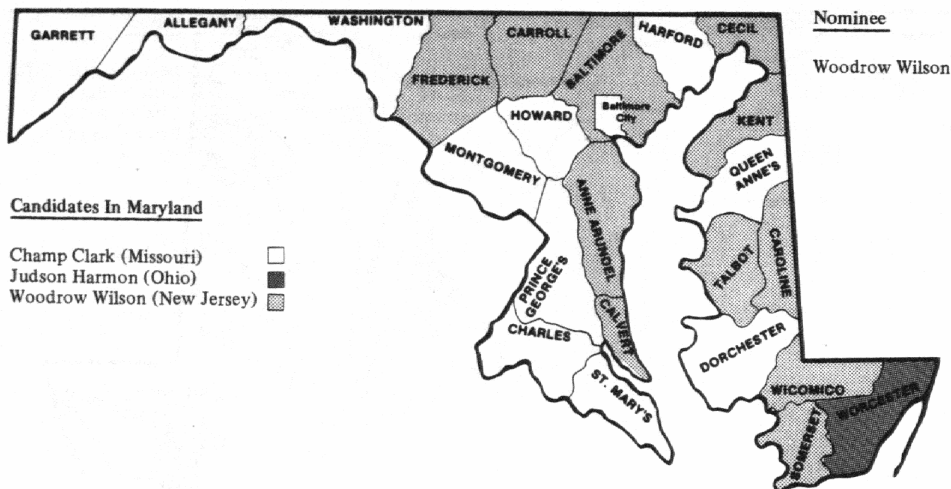 GARRETT
ALLEGANY
WASHINGTON
FREDERICK
CARROLL
BALTIMORE
HARFORD
CECIL
Nominee
Woodrow Wilson
HOWARD
Baltimore
City
KENT
MONTGOMERY
QUEEN
ANNE'S
ANNE ARUNDEL
Candidates In Maryland
Champ Clark (Missouri)
Judson Harmon (Ohio)
Woodrow Wilson (New Jersey)
PRINCE
GEORGE'S
TALBOT
CAROLINE
CALVERT
CHARLES
ST. MARY'S
DORCHESTER
WICOMICO
WORCESTER
SOMERSET